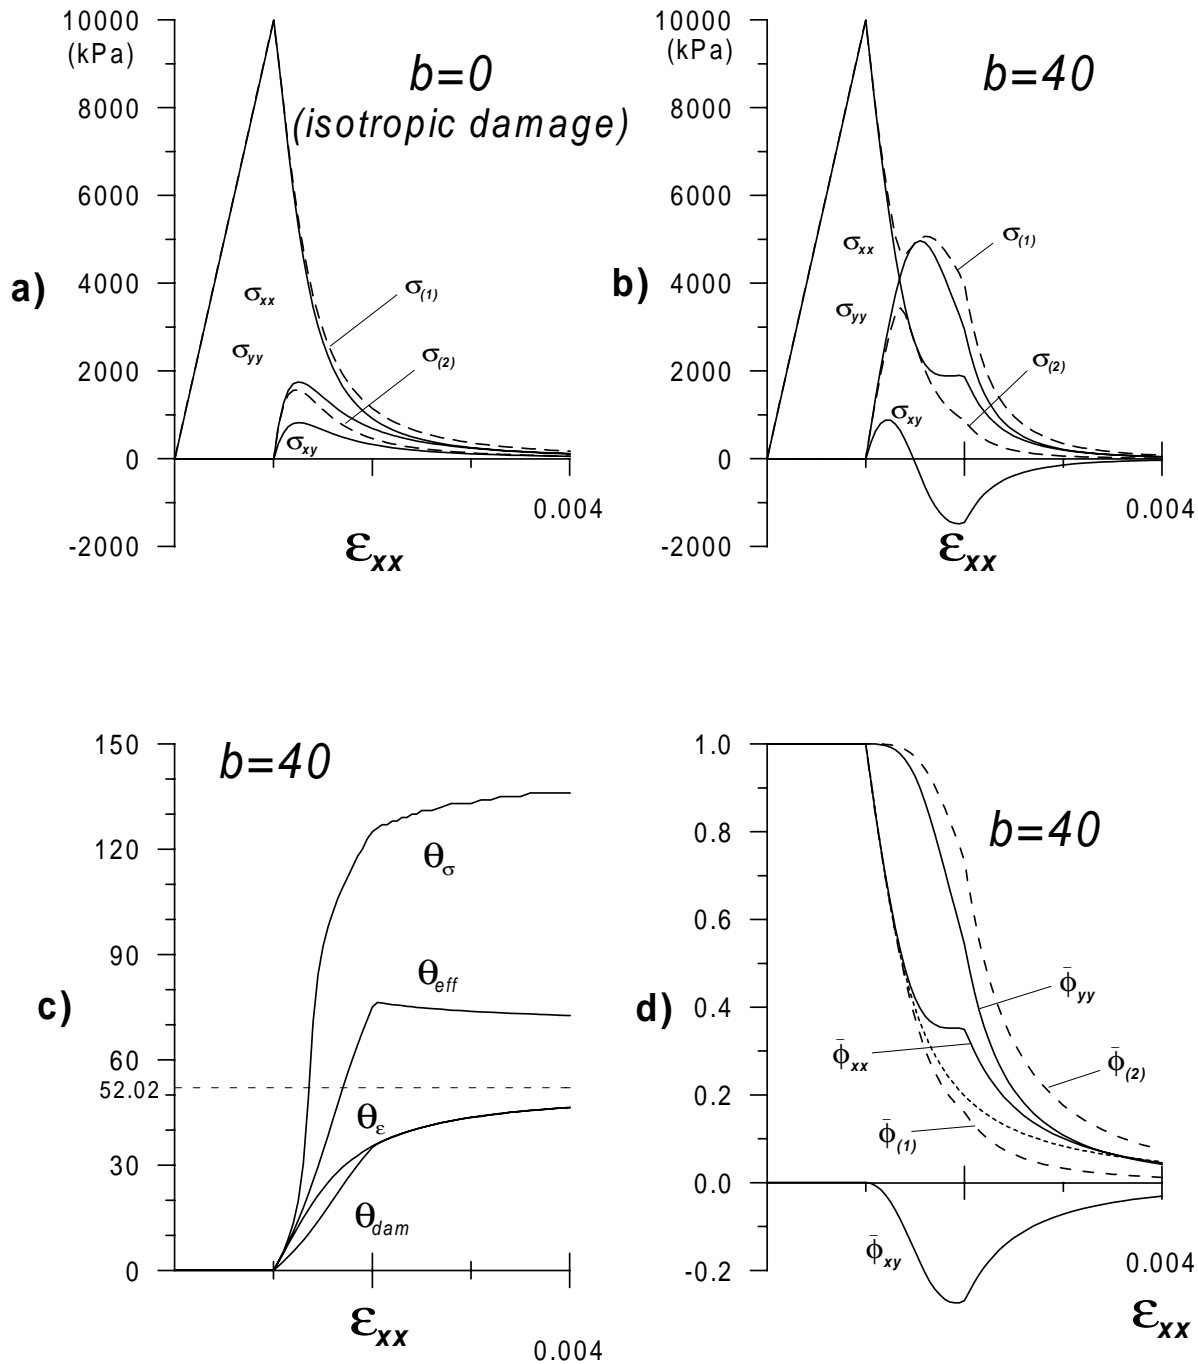 10000
(kPa)
8000
6000
4000
2000
0
-2000
a)
b=0
(isotropic damage)
σxx
σ(1)
σyy
σ(2)
σxy
0.004
εxx
10000
(kPa)
8000
6000
4000
2000
0
-2000
b)
b=40
σxx
σ(1)
σyy
σ(2)
σxy
0.004
εxx
150
120
90
60
52.02
30
0
c)
b=40
θσ
θeff
θε
θdam
εxx
0.004
1.0
0.8
0.6
0.4
0.2
0.0
-0.2
d)
b=40
ϕ̄yy
ϕ̄xx
ϕ̄(2)
ϕ̄(1)
ϕ̄xy
0.004
εxx